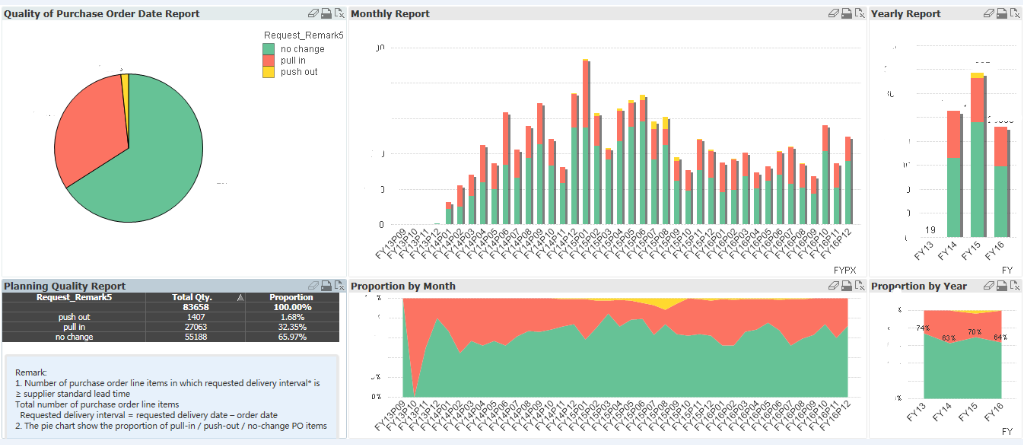 Quality of Purchase Order Date Report
Request_Remark5
no change
pull in
push out
Monthly Report
0
FY13P09
FY13P10
FY13P11
FY13P12
FY14P01
FY14P02
FY14P03
FY14P04
FY14P05
FY14P06
FY14P07
FY14P08
FY14P09
FY14P10
FY14P11
FY14P12
FY15P01
FY15P02
FY15P03
FY15P04
FY15P05
FY15P06
FY15P07
FY15P08
FY15P09
FY15P10
FY15P11
FY15P12
FY16P01
FY16P02
FY16P03
FY16P04
FY16P05
FY16P06
FY16P07
FY16P08
FY16P09
FY16P10
FY16P11
FY16P12
FYPX
Yearly Report
19
FY13
FY14
FY15
FY16
FY
Planning Quality Report
Request_Remark5 Total Qty. Proportion
83658 100.00%
push out 1407 1.68%
pull in 27063 32.35%
no change 55188 65.97%
Remark:
1. Number of purchase order line items in which requested delivery interval* is
≥ supplier standard lead time
Total number of purchase order line items
Requested delivery interval = requested delivery date – order date
2. The pie chart show the proportion of pull-in / push-out / no-change PO items
Proportion by Month
FY13P09
FY13P10
FY13P11
FY13P12
FY14P01
FY14P02
FY14P03
FY14P04
FY14P05
FY14P06
FY14P07
FY14P08
FY14P09
FY14P10
FY14P11
FY14P12
FY15P01
FY15P02
FY15P03
FY15P04
FY15P05
FY15P06
FY15P07
FY15P08
FY15P09
FY15P10
FY15P11
FY15P12
FY16P01
FY16P02
FY16P03
FY16P04
FY16P05
FY16P06
FY16P07
FY16P08
FY16P09
FY16P10
FY16P11
FY16P12
Proportion by Year
74%
63%
70%
64%
FY13
FY14
FY15
FY16
FY